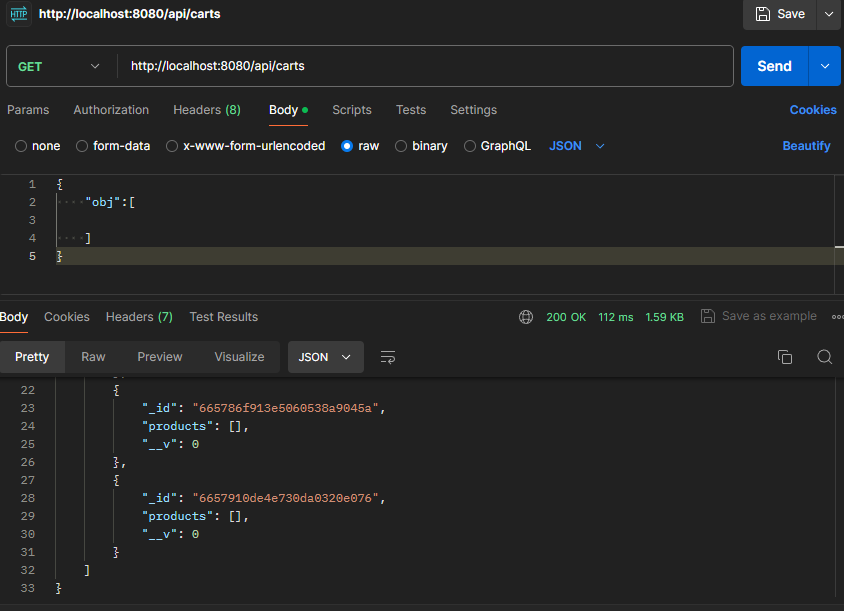 HTTP http://localhost:8080/api/carts Save
GET http://localhost:8080/api/carts Send
Params Authorization Headers (8) Body Scripts Tests Settings Cookies
none form-data x-www-form-urlencoded raw binary GraphQL JSON Beautify
1 {
2 "obj":[
3
4 ]
5 }
Body Cookies Headers (7) Test Results 200 OK 112 ms 1.59 KB Save as example
Pretty Raw Preview Visualize JSON
22 {
23 "_id": "665786f913e5060538a9045a",
24 "products": [],
25 "__v": 0
26 },
27 {
28 "_id": "6657910de4e730da0320e076",
29 "products": [],
30 "__v": 0
31 }
32 ]
33 }